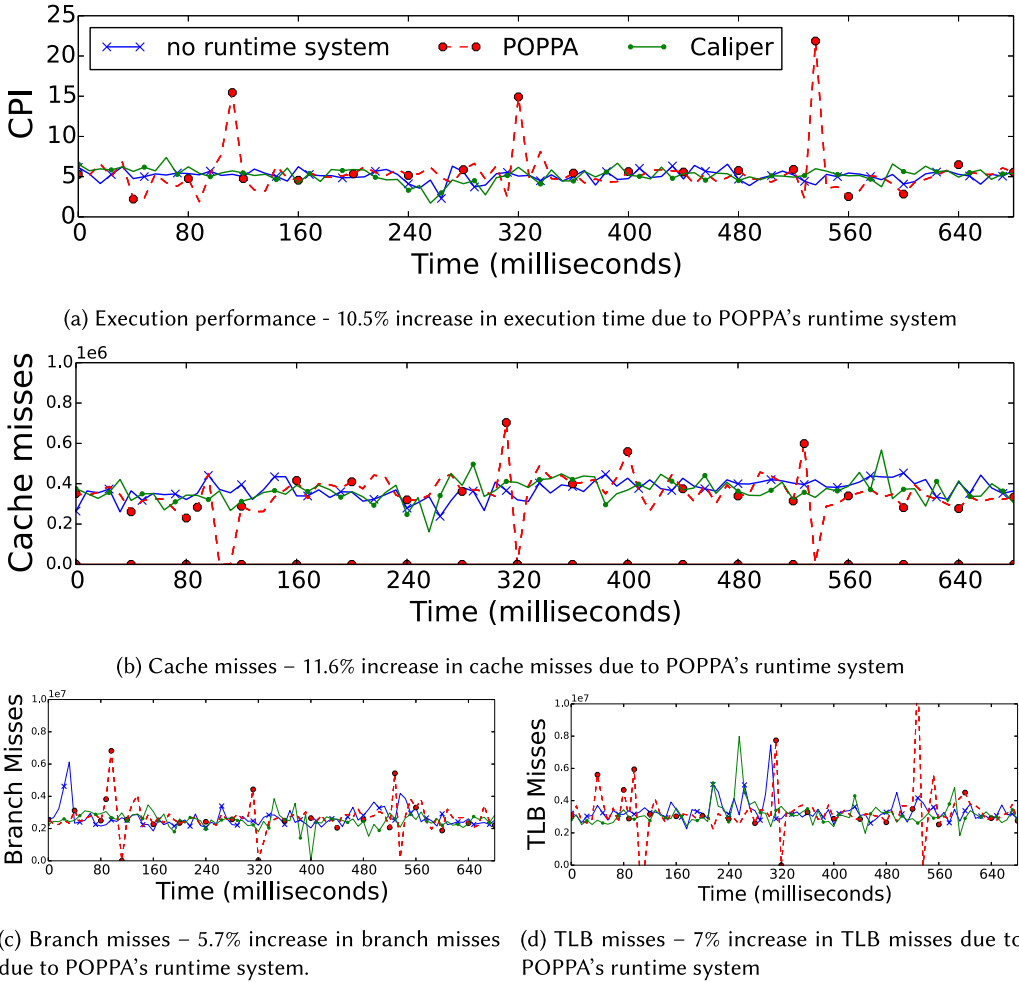 25
20
15
10
5
0
CPI
no runtime system
POPPA
Caliper
0 80 160 240 320 400 480 560 640
Time (milliseconds)
(a) Execution performance - 10.5% increase in execution time due to POPPA's runtime system
1e6
1.0
0.8
0.6
0.4
0.2
0.0
Cache misses
0 80 160 240 320 400 480 560 640
Time (milliseconds)
(b) Cache misses – 11.6% increase in cache misses due to POPPA's runtime system
1e7
1.0
0.8
0.6
0.4
0.2
0.0
Branch Misses
0 80 160 240 320 400 480 560 640
Time (milliseconds)
(c) Branch misses – 5.7% increase in branch misses
due to POPPA's runtime system.
1e7
1.0
0.8
0.6
0.4
0.2
0.0
TLB Misses
0 80 160 240 320 400 480 560 640
Time (milliseconds)
(d) TLB misses – 7% increase in TLB misses due to
POPPA's runtime system